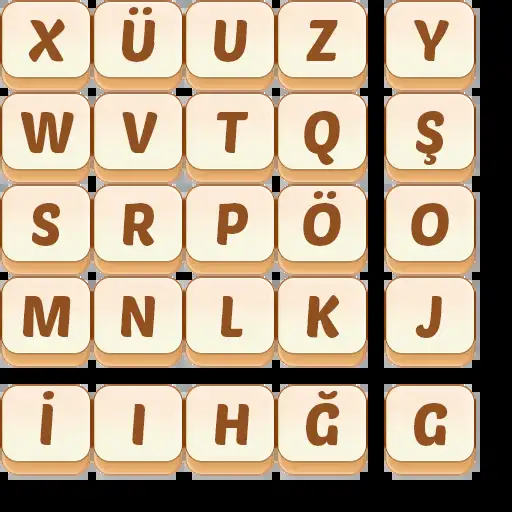 X Ü U Z Y
W V T Q Ş
S R P Ö O
M N L K J
İ I H Ğ G